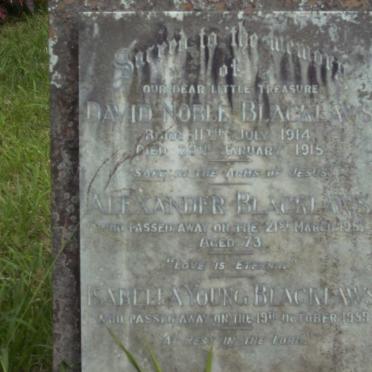 Sacred to the memory
of
OUR DEAR LITTLE TREASURE
DAVID NOBLE BLACKLAWS
BORN 11TH JULY 1914
DIED JANUARY 1915
"SAFE IN THE ARMS OF JESUS"
ALEXANDER BLACKLAWS
WHO PASSED AWAY ON THE 21ST MARCH
AGED 73
"LOVE IS ETERNAL"
ISABELLA YOUNG BLACKLAWS
WHO PASSED AWAY ON THE 19TH OCTOBER 1959
"AT REST IN THE LORD"